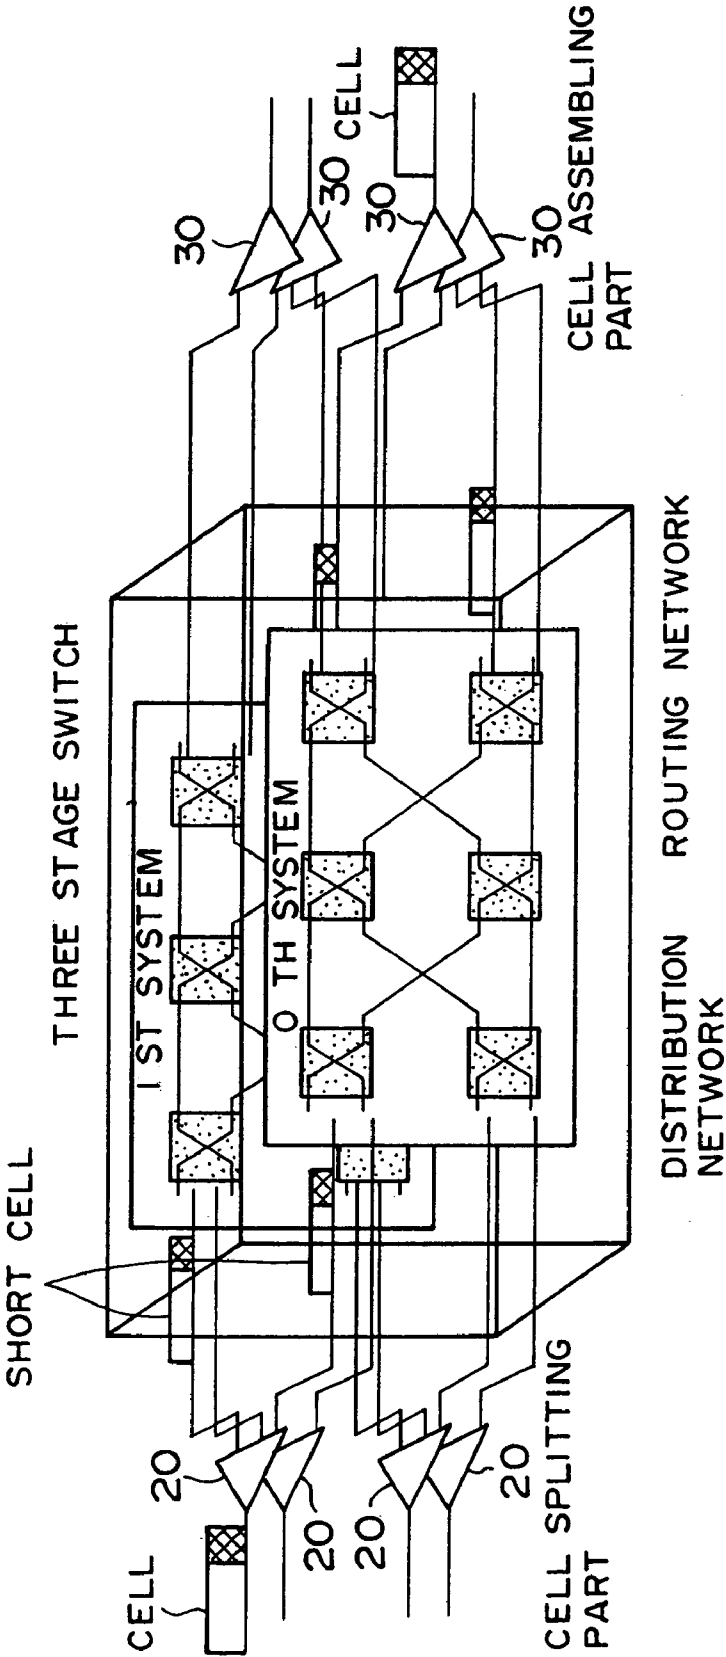 THREE STAGE SWITCH
SHORT CELL
1 ST SYSTEM
0 TH SYSTEM
CELL
20
20
20
20
CELL SPLITTING
PART
DISTRIBUTION
NETWORK
ROUTING NETWORK
30
30
30
30
CELL
CELL ASSEMBLING
PART